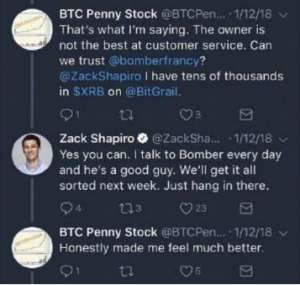 BTC Penny Stock @BTCPen... · 1/12/18
That's what I'm saying. The owner is
not the best at customer service. Can
we trust @bomberfrancy?
@ZackShapiro I have tens of thousands
in $XRB on @BitGrail.
1 3
Zack Shapiro @ZackSha... · 1/12/18
Yes you can. I talk to Bomber every day
and he's a good guy. We'll get it all
sorted next week. Just hang in there.
4 3 23
BTC Penny Stock @BTCPen... · 1/12/18
Honestly made me feel much better.
1 5